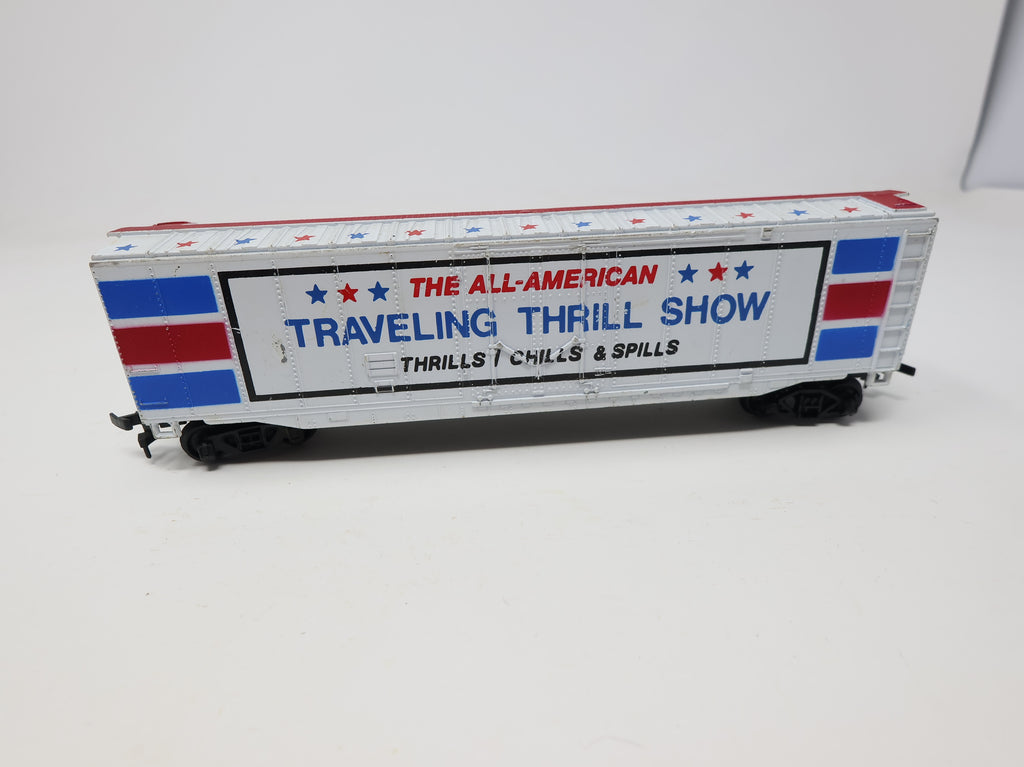 THE ALL-AMERICAN
TRAVELING THRILL SHOW
THRILLS / CHILLS & SPILLS